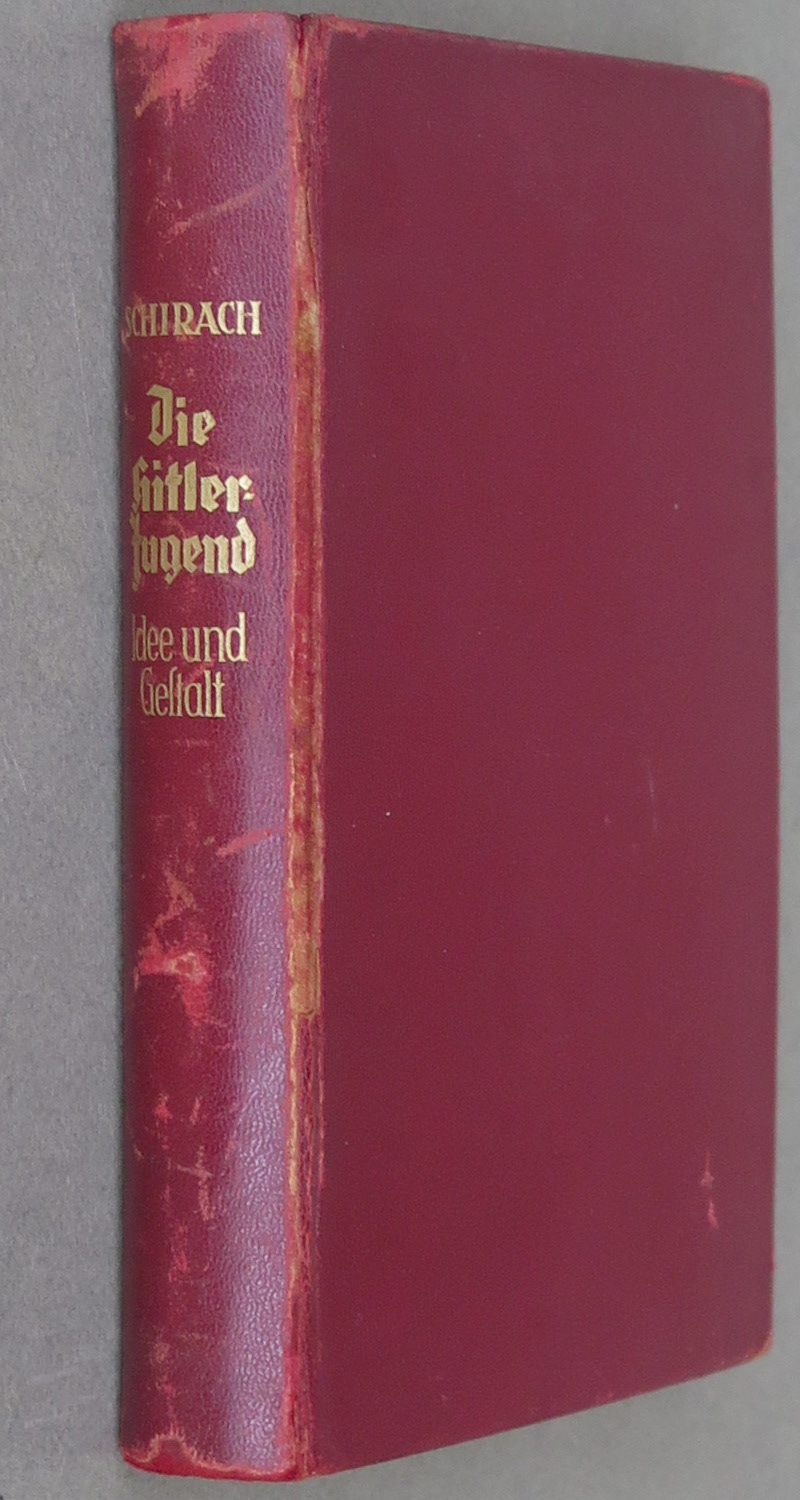 SCHIRACH
Die
Hitler-
Jugend
Idee und
Geſtalt